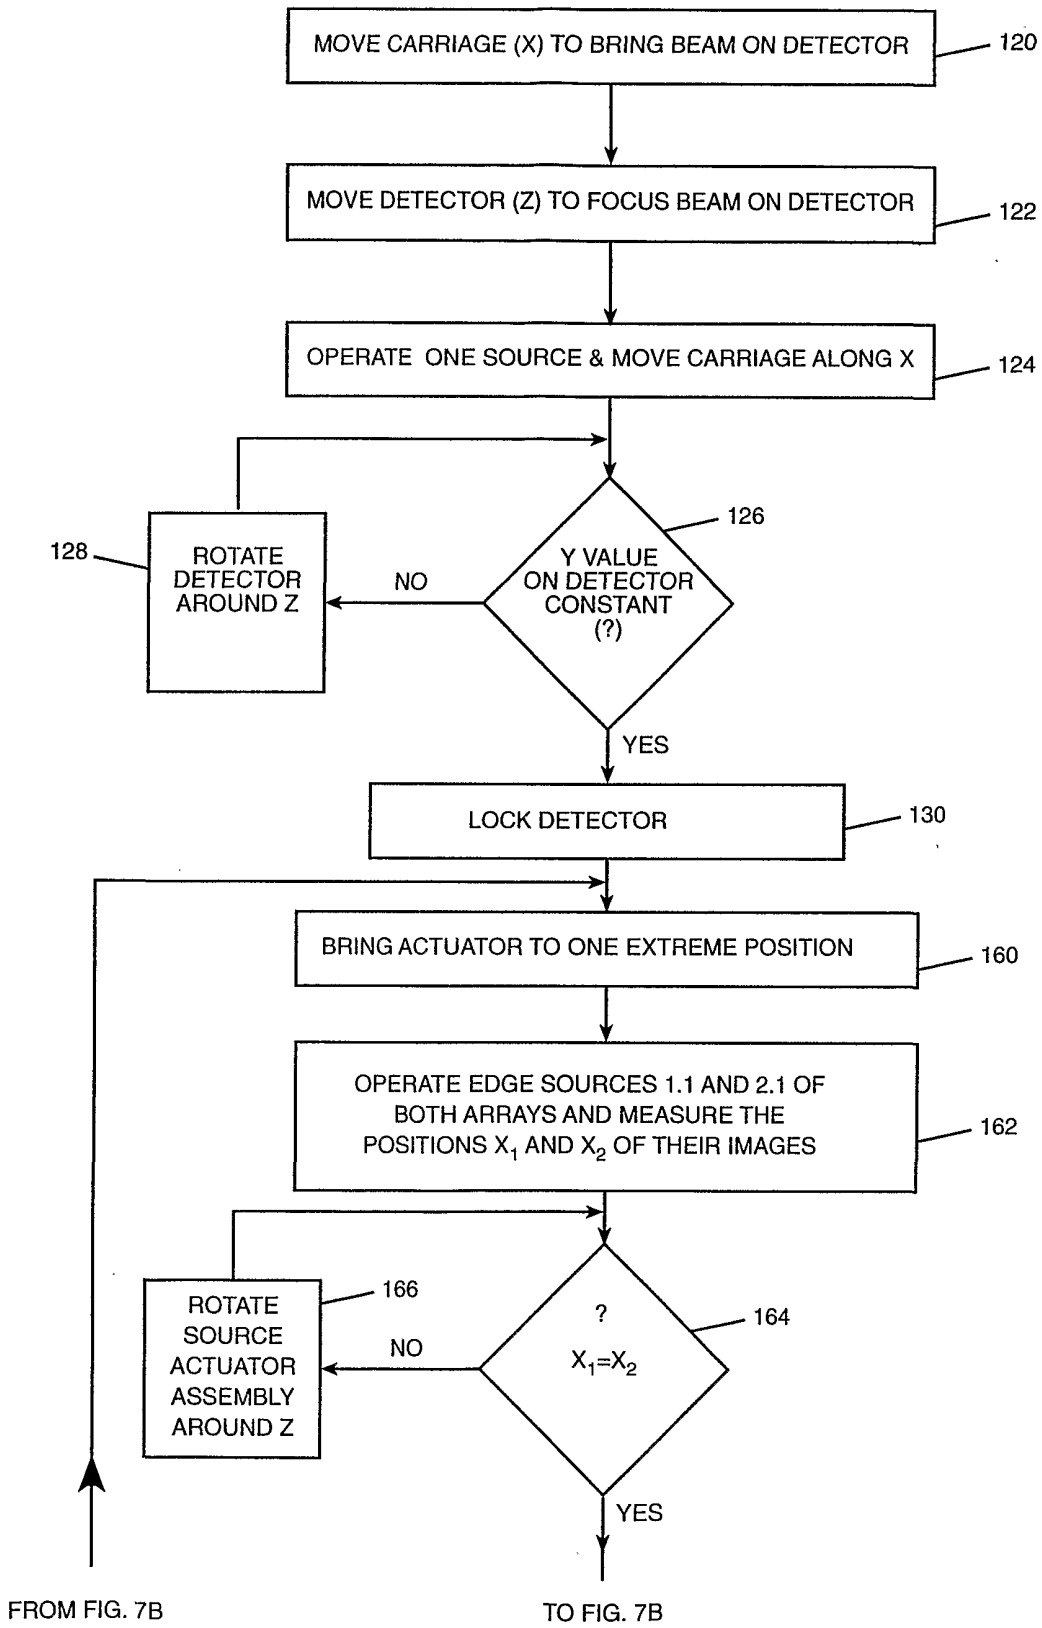 MOVE CARRIAGE (X) TO BRING BEAM ON DETECTOR
120
MOVE DETECTOR (Z) TO FOCUS BEAM ON DETECTOR
122
OPERATE ONE SOURCE & MOVE CARRIAGE ALONG X
124
126
128
ROTATE
DETECTOR
AROUND Z
NO
Y VALUE
ON DETECTOR
CONSTANT
(?)
YES
LOCK DETECTOR
130
BRING ACTUATOR TO ONE EXTREME POSITION
160
OPERATE EDGE SOURCES 1.1 AND 2.1 OF
BOTH ARRAYS AND MEASURE THE
POSITIONS X₁ AND X₂ OF THEIR IMAGES
162
166
ROTATE
SOURCE
ACTUATOR
ASSEMBLY
AROUND Z
NO
?
X₁=X₂
164
YES
FROM FIG. 7B
TO FIG. 7B